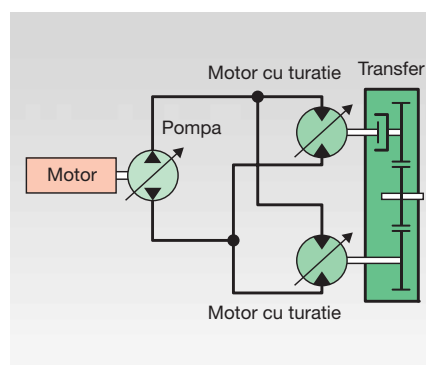 Motor cu turatie
Transfer
Pompa
Motor
Motor cu turatie